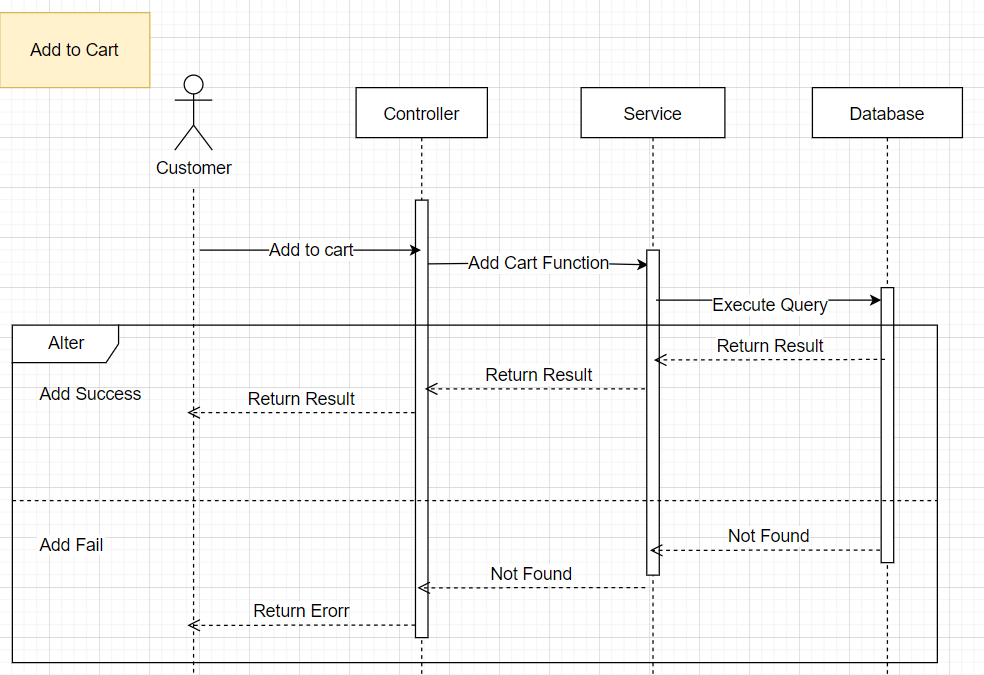 Add to Cart
Customer
Controller
Service
Database
Add to cart
Add Cart Function
Execute Query
Alter
Return Result
Return Result
Add Success
Return Result
Add Fail
Not Found
Not Found
Return Erorr